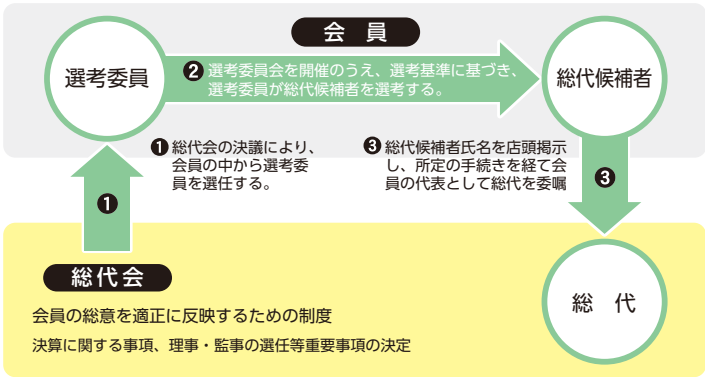 会 員
選考委員
❷ 選考委員会を開催のうえ、選考基準に基づき、
選考委員が総代候補者を選考する。
総代候補者
❶ 総代会の決議により、
会員の中から選考委
員を選任する。
❸ 総代候補者氏名を店頭掲示
し、所定の手続きを経て会
員の代表として総代を委嘱
❶
❸
総代会
会員の総意を適正に反映するための制度
決算に関する事項、理事・監事の選任等重要事項の決定
総 代